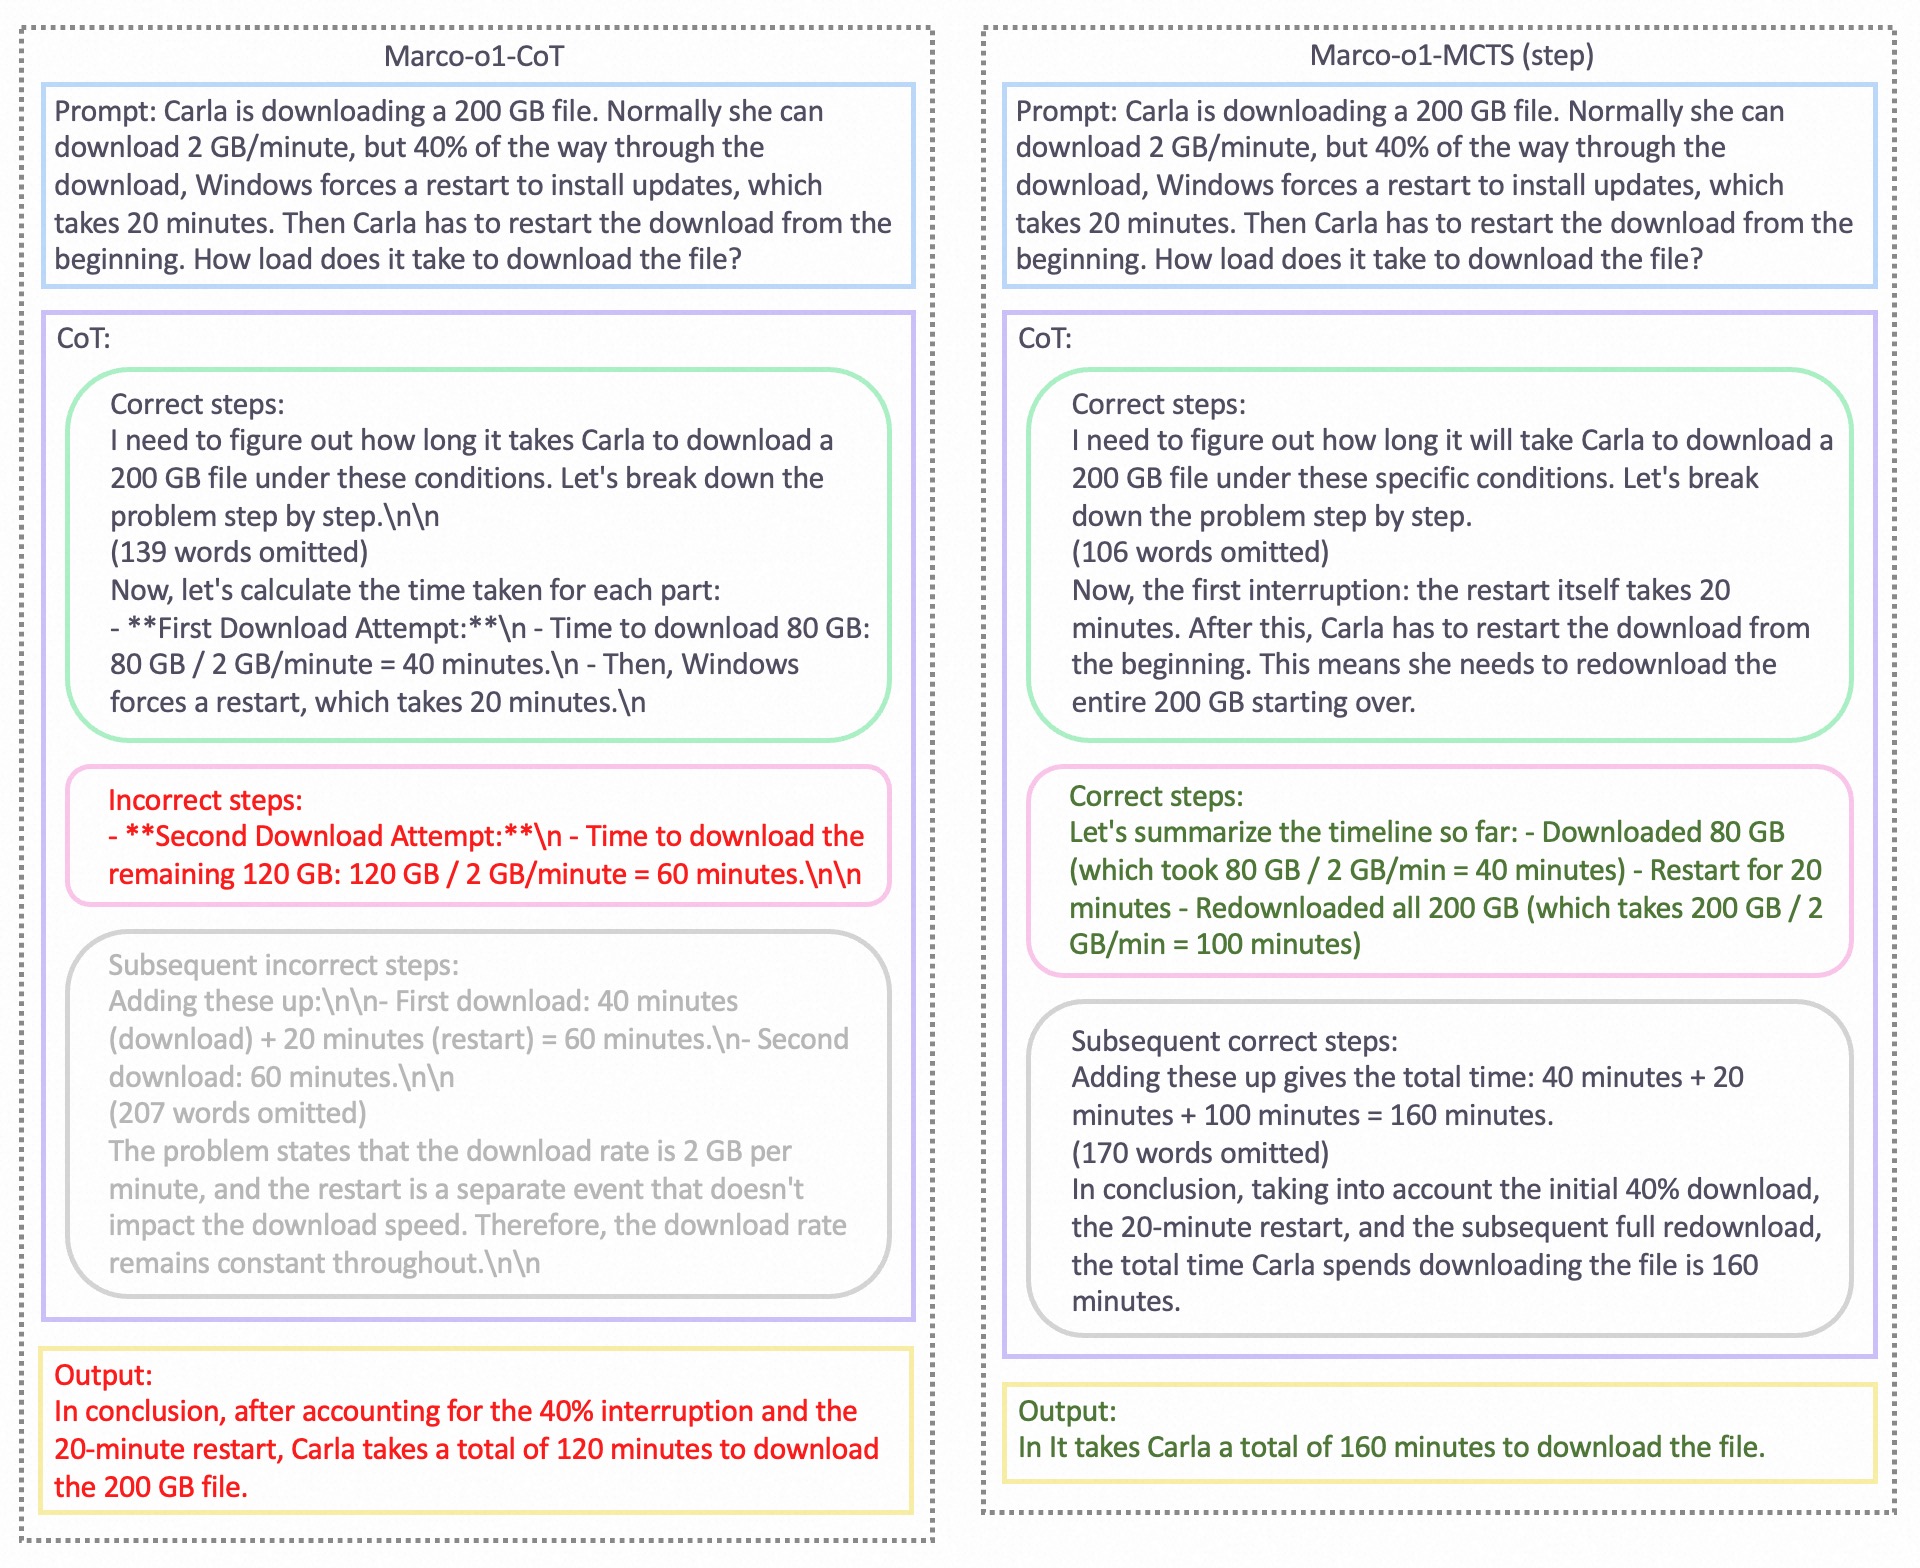 Marco-o1-CoT
Prompt: Carla is downloading a 200 GB file. Normally she can
download 2 GB/minute, but 40% of the way through the
download, Windows forces a restart to install updates, which
takes 20 minutes. Then Carla has to restart the download from the
beginning. How load does it take to download the file?
CoT:
Correct steps:
I need to figure out how long it takes Carla to download a
200 GB file under these conditions. Let's break down the
problem step by step.\n\n
(139 words omitted)
Now, let's calculate the time taken for each part:
- **First Download Attempt:**\n - Time to download 80 GB:
80 GB / 2 GB/minute = 40 minutes.\n - Then, Windows
forces a restart, which takes 20 minutes.\n
Incorrect steps:
- **Second Download Attempt:**\n - Time to download the
remaining 120 GB: 120 GB / 2 GB/minute = 60 minutes.\n\n
Subsequent incorrect steps:
Adding these up:\n\n- First download: 40 minutes
(download) + 20 minutes (restart) = 60 minutes.\n- Second
download: 60 minutes.\n\n
(207 words omitted)
The problem states that the download rate is 2 GB per
minute, and the restart is a separate event that doesn't
impact the download speed. Therefore, the download rate
remains constant throughout.\n\n
Output:
In conclusion, after accounting for the 40% interruption and the
20-minute restart, Carla takes a total of 120 minutes to download
the 200 GB file.
Marco-o1-MCTS (step)
Prompt: Carla is downloading a 200 GB file. Normally she can
download 2 GB/minute, but 40% of the way through the
download, Windows forces a restart to install updates, which
takes 20 minutes. Then Carla has to restart the download from the
beginning. How load does it take to download the file?
CoT:
Correct steps:
I need to figure out how long it will take Carla to download a
200 GB file under these specific conditions. Let's break
down the problem step by step.
(106 words omitted)
Now, the first interruption: the restart itself takes 20
minutes. After this, Carla has to restart the download from
the beginning. This means she needs to redownload the
entire 200 GB starting over.
Correct steps:
Let's summarize the timeline so far: - Downloaded 80 GB
(which took 80 GB / 2 GB/min = 40 minutes) - Restart for 20
minutes - Redownloaded all 200 GB (which takes 200 GB / 2
GB/min = 100 minutes)
Subsequent correct steps:
Adding these up gives the total time: 40 minutes + 20
minutes + 100 minutes = 160 minutes.
(170 words omitted)
In conclusion, taking into account the initial 40% download,
the 20-minute restart, and the subsequent full redownload,
the total time Carla spends downloading the file is 160
minutes.
Output:
In It takes Carla a total of 160 minutes to download the file.